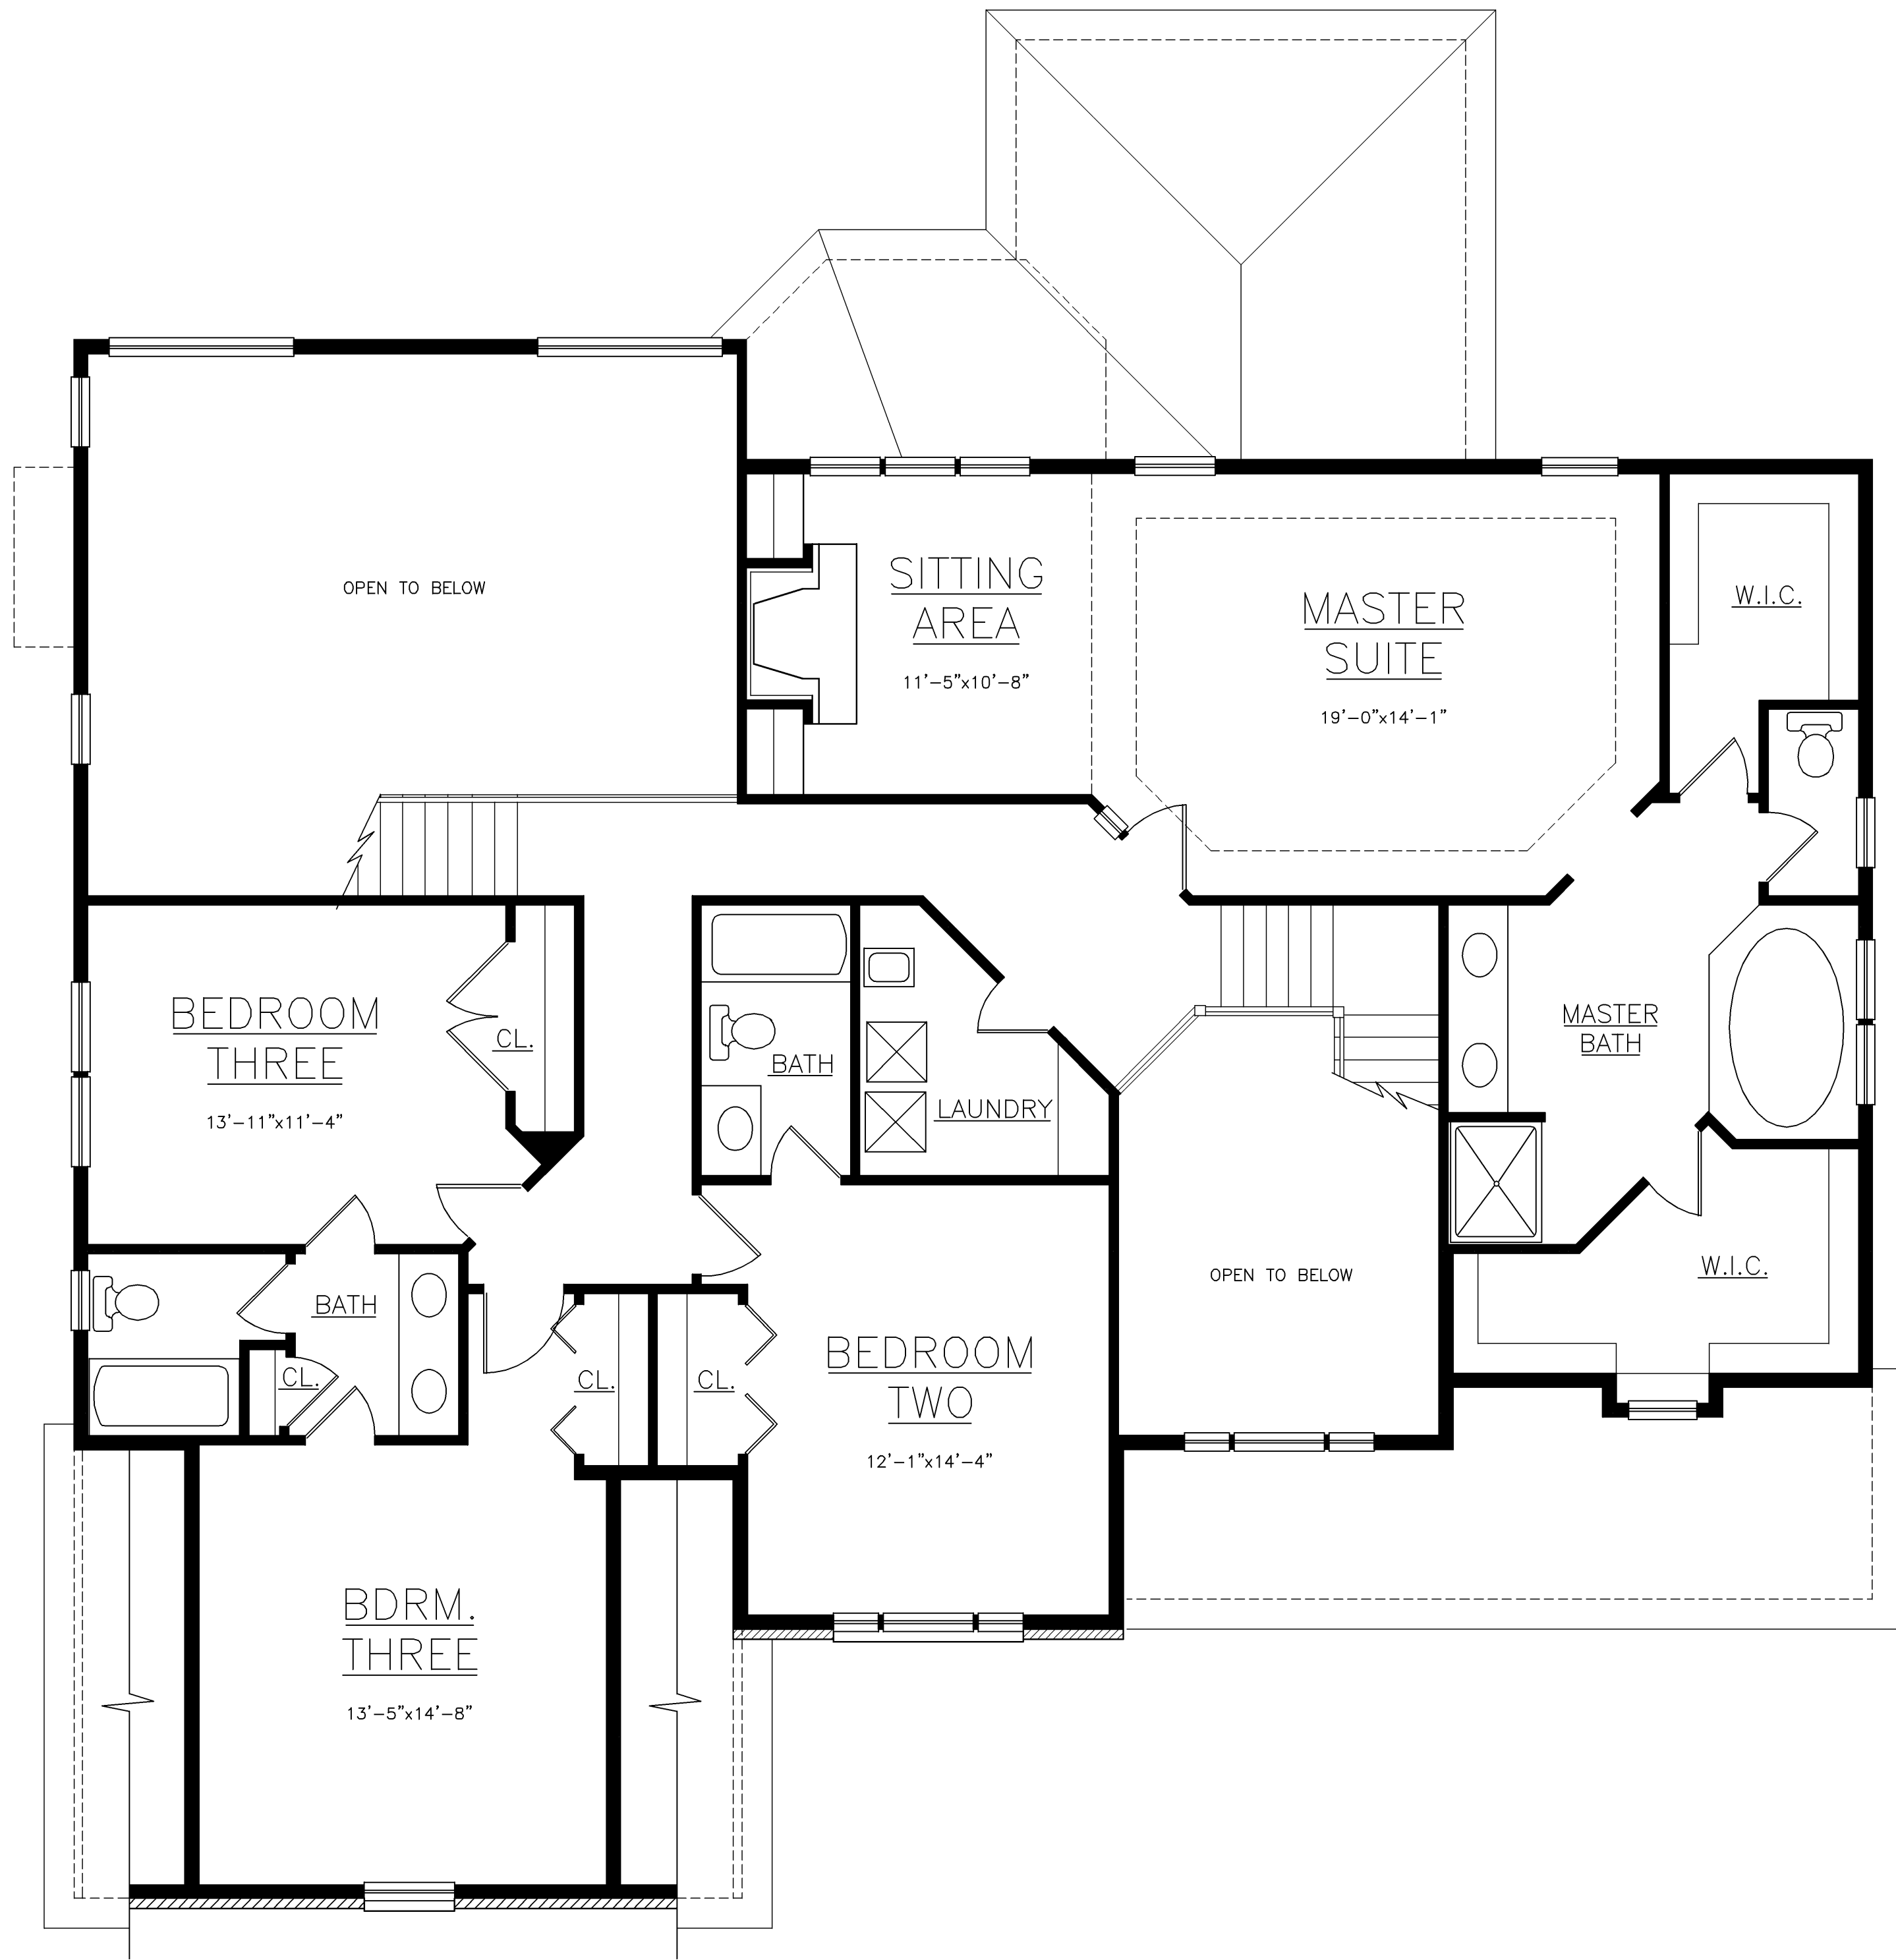 OPEN TO BELOW
SITTING
AREA
11'-5"x10'-8"
MASTER
SUITE
19'-0"x14'-1"
W.I.C.
BEDROOM
THREE
13'-11"x11'-4"
CL.
BATH
LAUNDRY
MASTER
BATH
BATH
CL.
CL.
CL.
BEDROOM
TWO
12'-1"x14'-4"
OPEN TO BELOW
W.I.C.
BDRM.
THREE
13'-5"x14'-8"